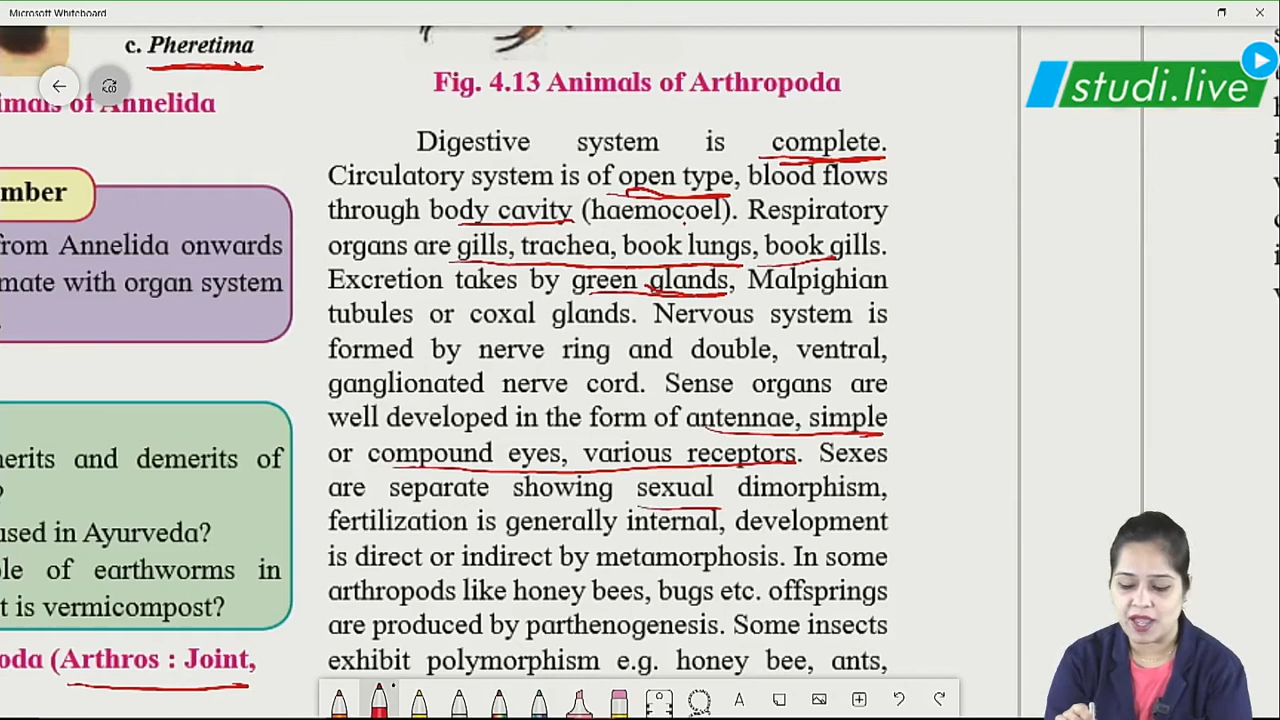 Microsoft Whiteboard
c. Pheretima
of Annelida
Fig. 4.13 Animals of Arthropoda
studi.live
Digestive system is complete.
Circulatory system is of open type, blood flows
through body cavity (haemocoel). Respiratory
organs are gills, trachea, book lungs, book gills.
Excretion takes by green glands, Malpighian
tubules or coxal glands. Nervous system is
formed by nerve ring and double, ventral,
ganglionated nerve cord. Sense organs are
well developed in the form of antennae, simple
or compound eyes, various receptors. Sexes
are separate showing sexual dimorphism,
fertilization is generally internal, development
is direct or indirect by metamorphosis. In some
arthropods like honey bees, bugs etc. offsprings
are produced by parthenogenesis. Some insects
exhibit polymorphism e.g. honey bee, ants,
mber
from Annelida onwards
mate with organ system
nerits and demerits of
?
used in Ayurveda?
ole of earthworms in
t is vermicompost?
oda (Arthros : Joint,